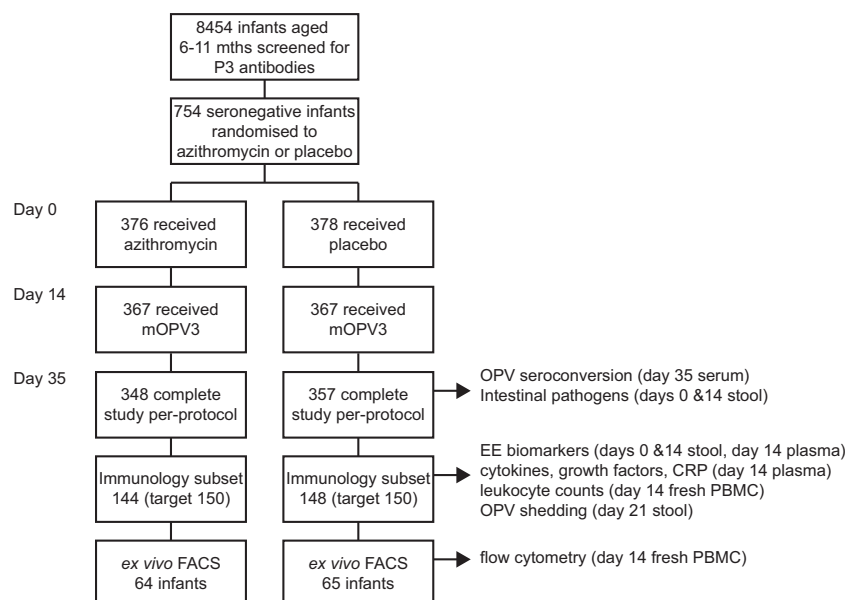 8454 infants aged
6-11 mths screened for
P3 antibodies
754 seronegative infants
randomised to
azithromycin or placebo
Day 0
376 received
azithromycin
378 received
placebo
Day 14
367 received
mOPV3
367 received
mOPV3
Day 35
348 complete
study per-protocol
357 complete
study per-protocol
OPV seroconversion (day 35 serum)
Intestinal pathogens (days 0 &14 stool)
Immunology subset
144 (target 150)
Immunology subset
148 (target 150)
EE biomarkers (days 0 &14 stool, day 14 plasma)
cytokines, growth factors, CRP (day 14 plasma)
leukocyte counts (day 14 fresh PBMC)
OPV shedding (day 21 stool)
ex vivo FACS
64 infants
ex vivo FACS
65 infants
flow cytometry (day 14 fresh PBMC)